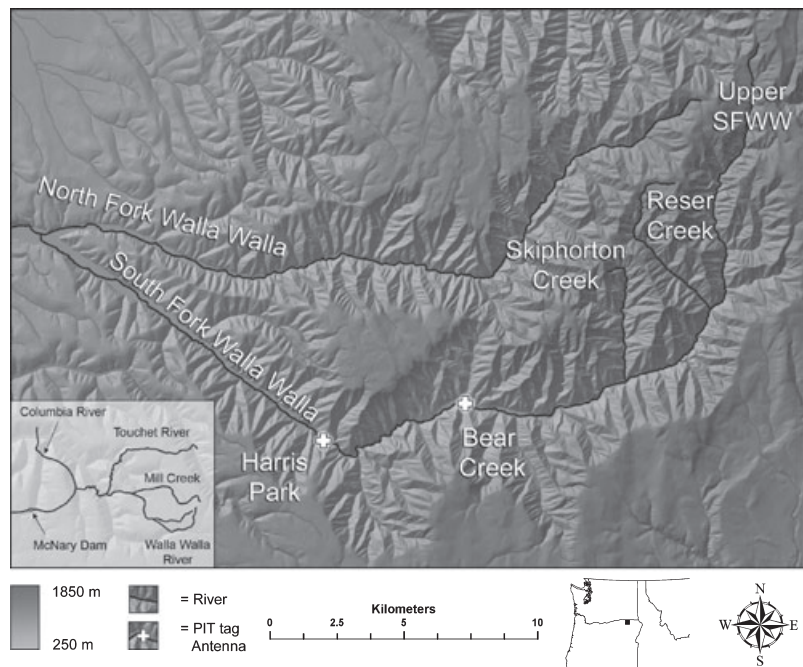 Upper
SFWW
North Fork Walla Walla
Reser
Creek
Skiphorton
Creek
South Fork Walla Walla
Bear
Creek
Harris
Park
Columbia River
Touchet River
Mill Creek
McNary Dam
Walla Walla
River
1850 m
250 m
= River
= PIT tag
Antenna
Kilometers
0 2.5 5 10
N
W E
S